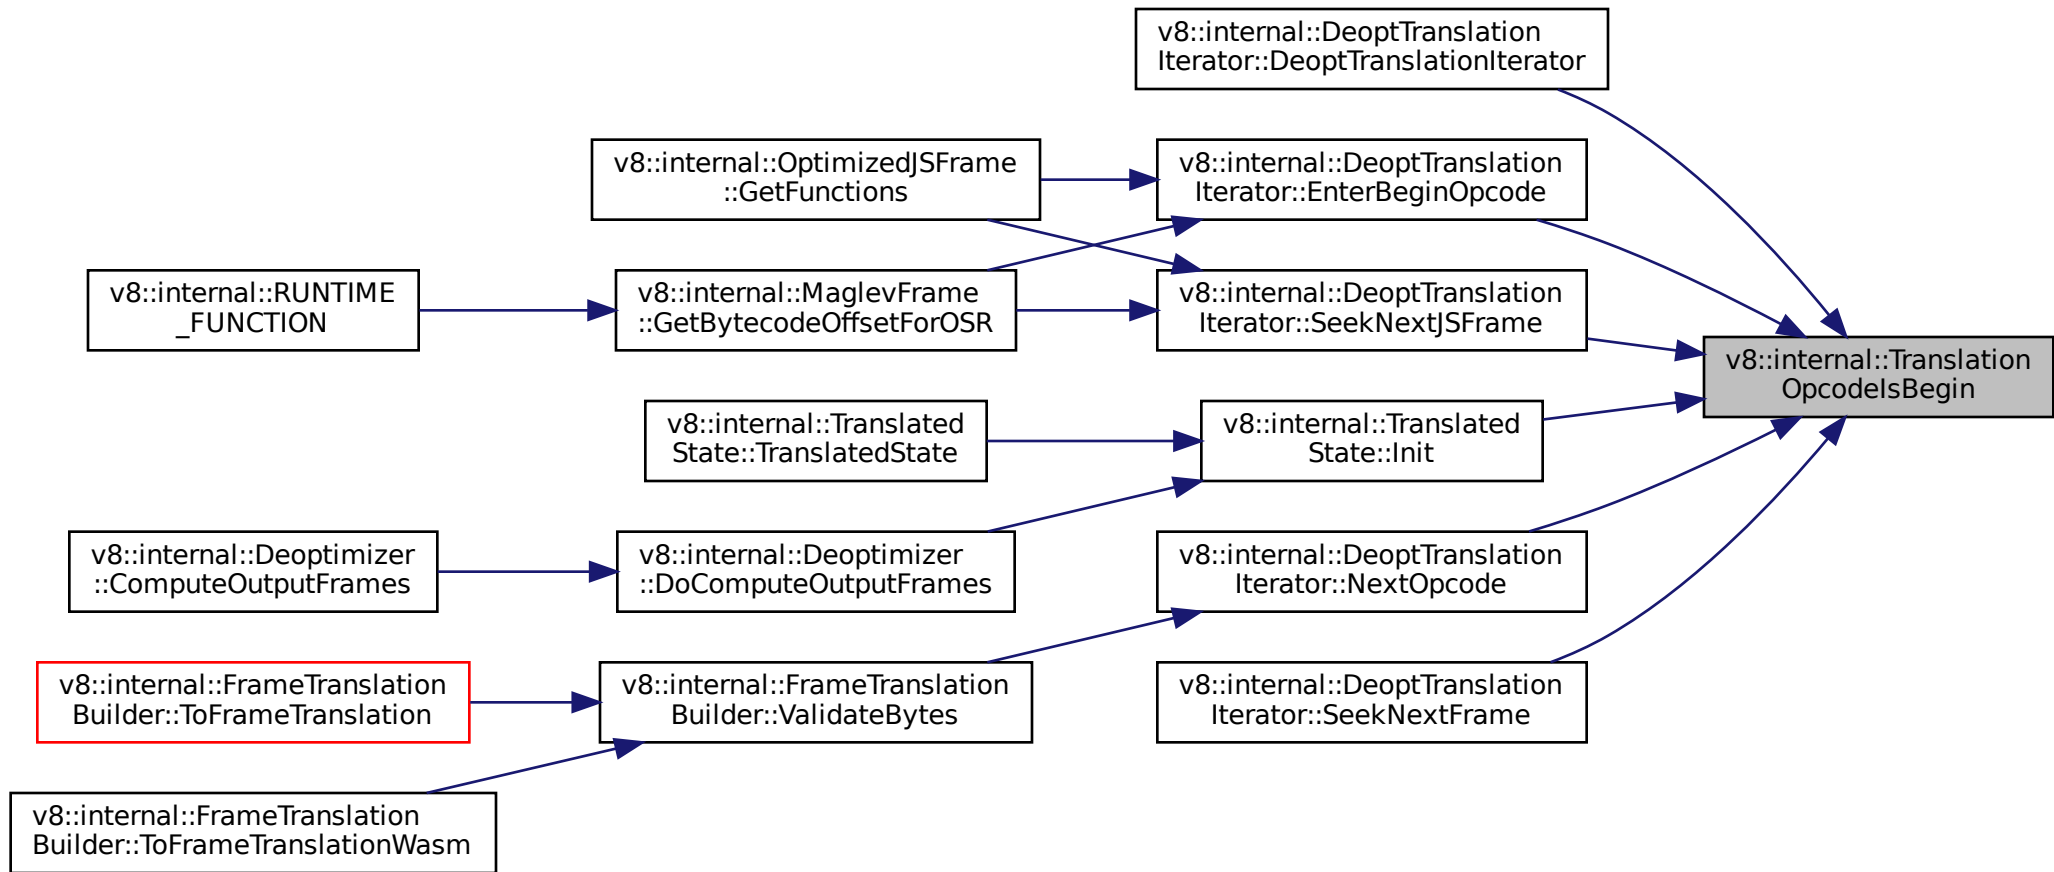 v8::internal::DeoptTranslation
Iterator::DeoptTranslationIterator
v8::internal::OptimizedJSFrame
::GetFunctions
v8::internal::DeoptTranslation
Iterator::EnterBeginOpcode
v8::internal::RUNTIME
_FUNCTION
v8::internal::MaglevFrame
::GetBytecodeOffsetForOSR
v8::internal::DeoptTranslation
Iterator::SeekNextJSFrame
v8::internal::Translation
OpcodeIsBegin
v8::internal::Translated
State::TranslatedState
v8::internal::Translated
State::Init
v8::internal::Deoptimizer
::ComputeOutputFrames
v8::internal::Deoptimizer
::DoComputeOutputFrames
v8::internal::DeoptTranslation
Iterator::NextOpcode
v8::internal::FrameTranslation
Builder::ToFrameTranslation
v8::internal::FrameTranslation
Builder::ValidateBytes
v8::internal::DeoptTranslation
Iterator::SeekNextFrame
v8::internal::FrameTranslation
Builder::ToFrameTranslationWasm